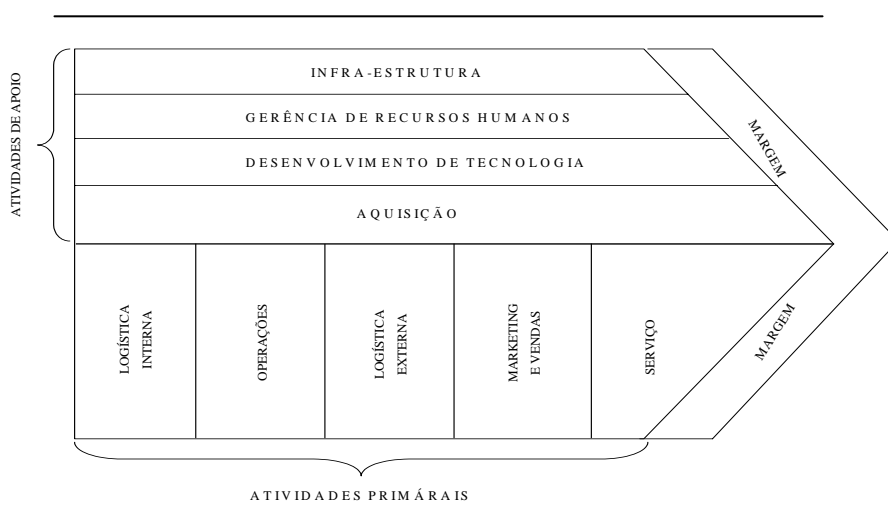 ATIVIDADES DE APOIO
INFRA-ESTRUTURA
GERÊNCIA DE RECURSOS HUMANOS
DESENVOLVIMENTO DE TECNOLOGIA
AQUISIÇÃO
MARGEM
LOGÍSTICA
INTERNA
OPERAÇÕES
LOGÍSTICA
EXTERNA
MARKETING
E VENDAS
SERVIÇO
MARGEM
ATIVIDADES PRIMÁRAIS